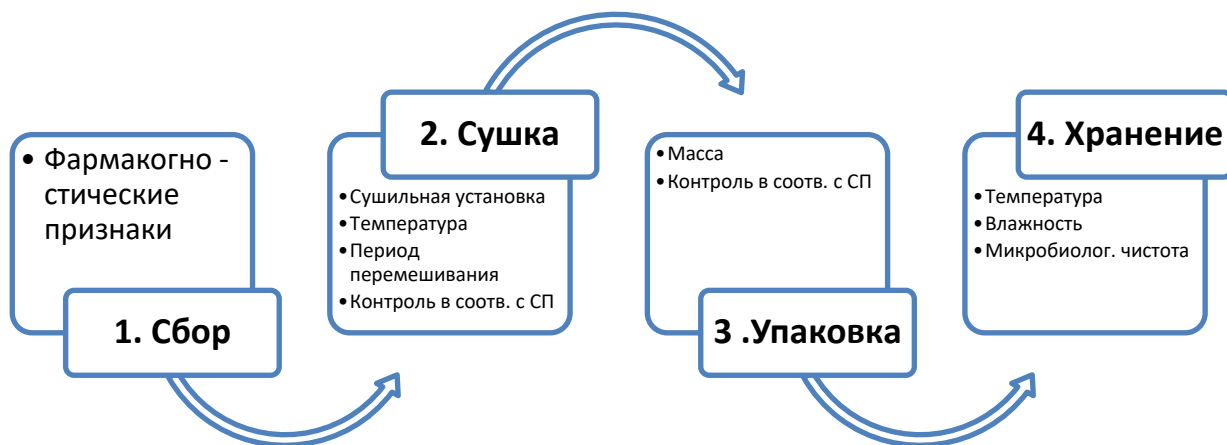 • Фармакогно -
стические
признаки
1. Сбор
2. Сушка
•Сушильная установка
•Температура
•Период
перемешивания
•Контроль в соотв. с СП
•Масса
•Контроль в соотв. с СП
3 .Упаковка
4. Хранение
•Температура
•Влажность
•Микробиолог. чистота